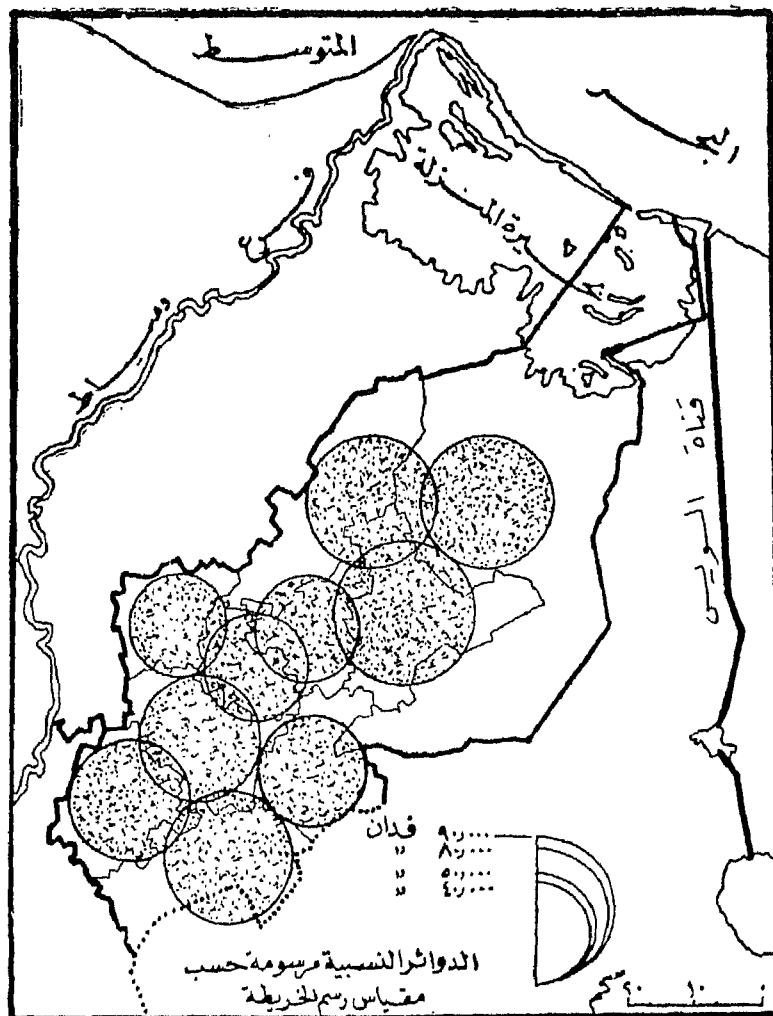 المتوسط
البحر
بحيرة المنزلة
فرع
دمياط
قناة السويس
٩٠,٠٠٠ فدان
٨٠,٠٠٠ "
٥٠,٠٠٠ "
٤٠,٠٠٠ "
الدوائر النسبية مرسومة حسب
مقياس رسم الخريطة
٠ ١٠ ٢٠ كم